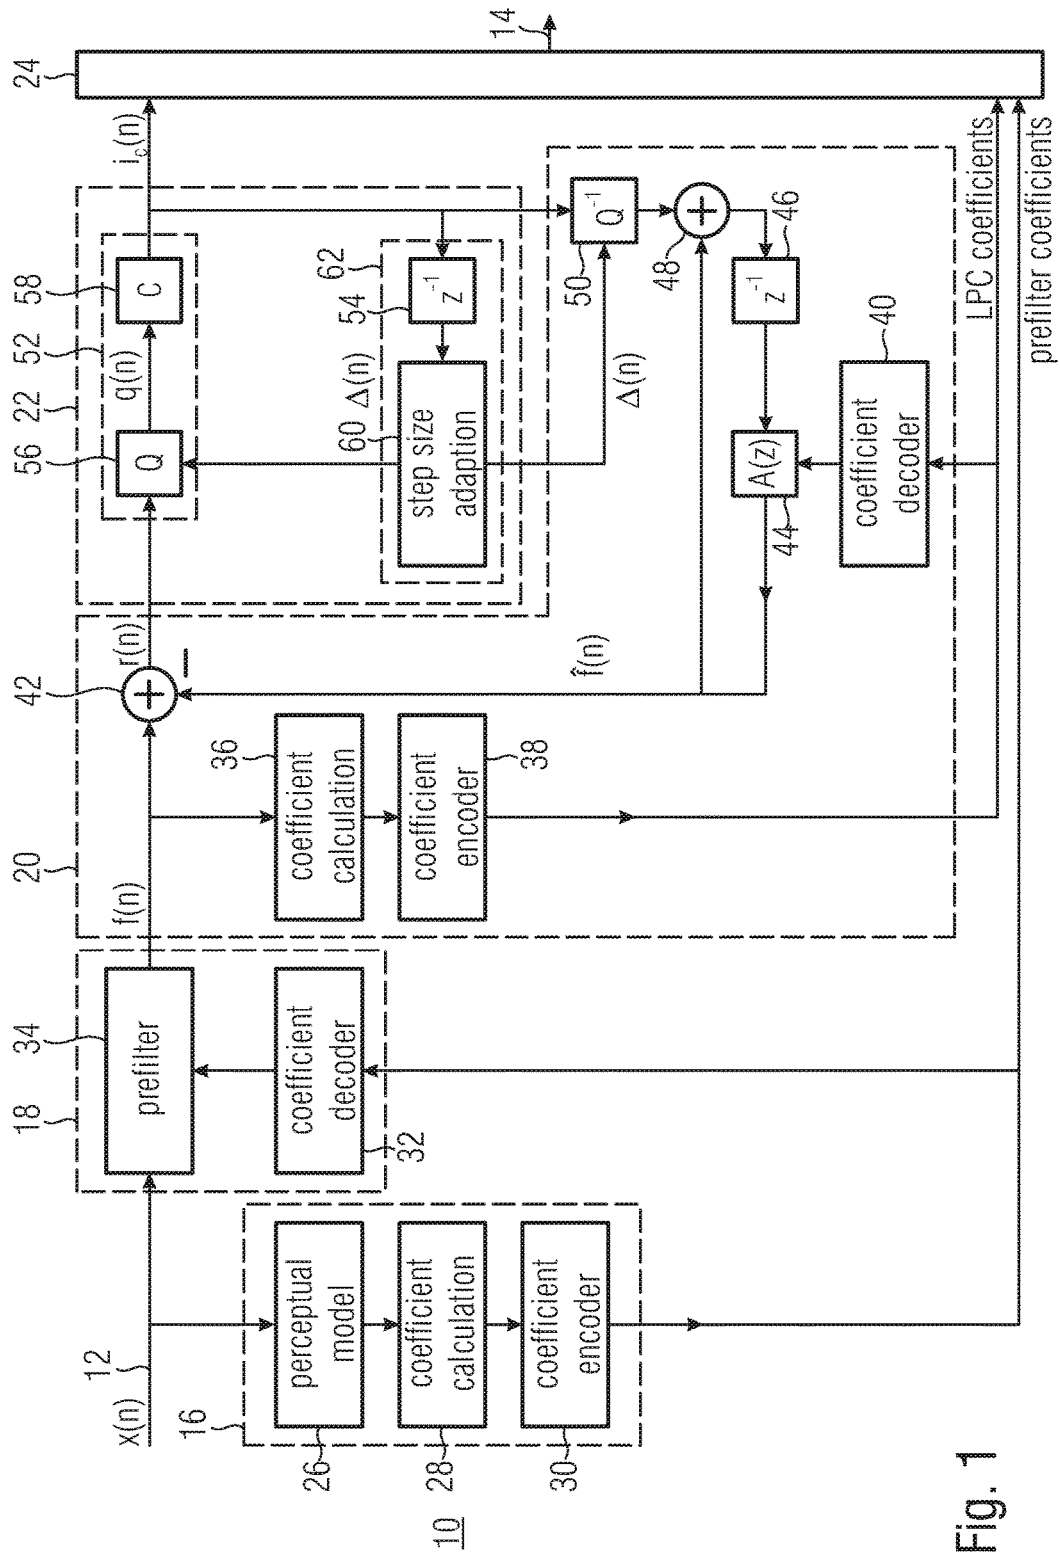 10
x(n)
12
16
perceptual
model
26
coefficient
calculation
28
coefficient
encoder
30
18
34
prefilter
coefficient
decoder
32
20
f(n)
coefficient
calculation
36
coefficient
encoder
38
42
r(n)
−
f̂(n)
22
52
56
Q
q(n)
58
C
i_c(n)
62
54
z⁻¹
60
Δ(n)
step size
adaption
Δ(n)
50
Q⁻¹
48
46
z⁻¹
A(z)
44
40
coefficient
decoder
LPC coefficients
prefilter coefficients
24
14
Fig. 1